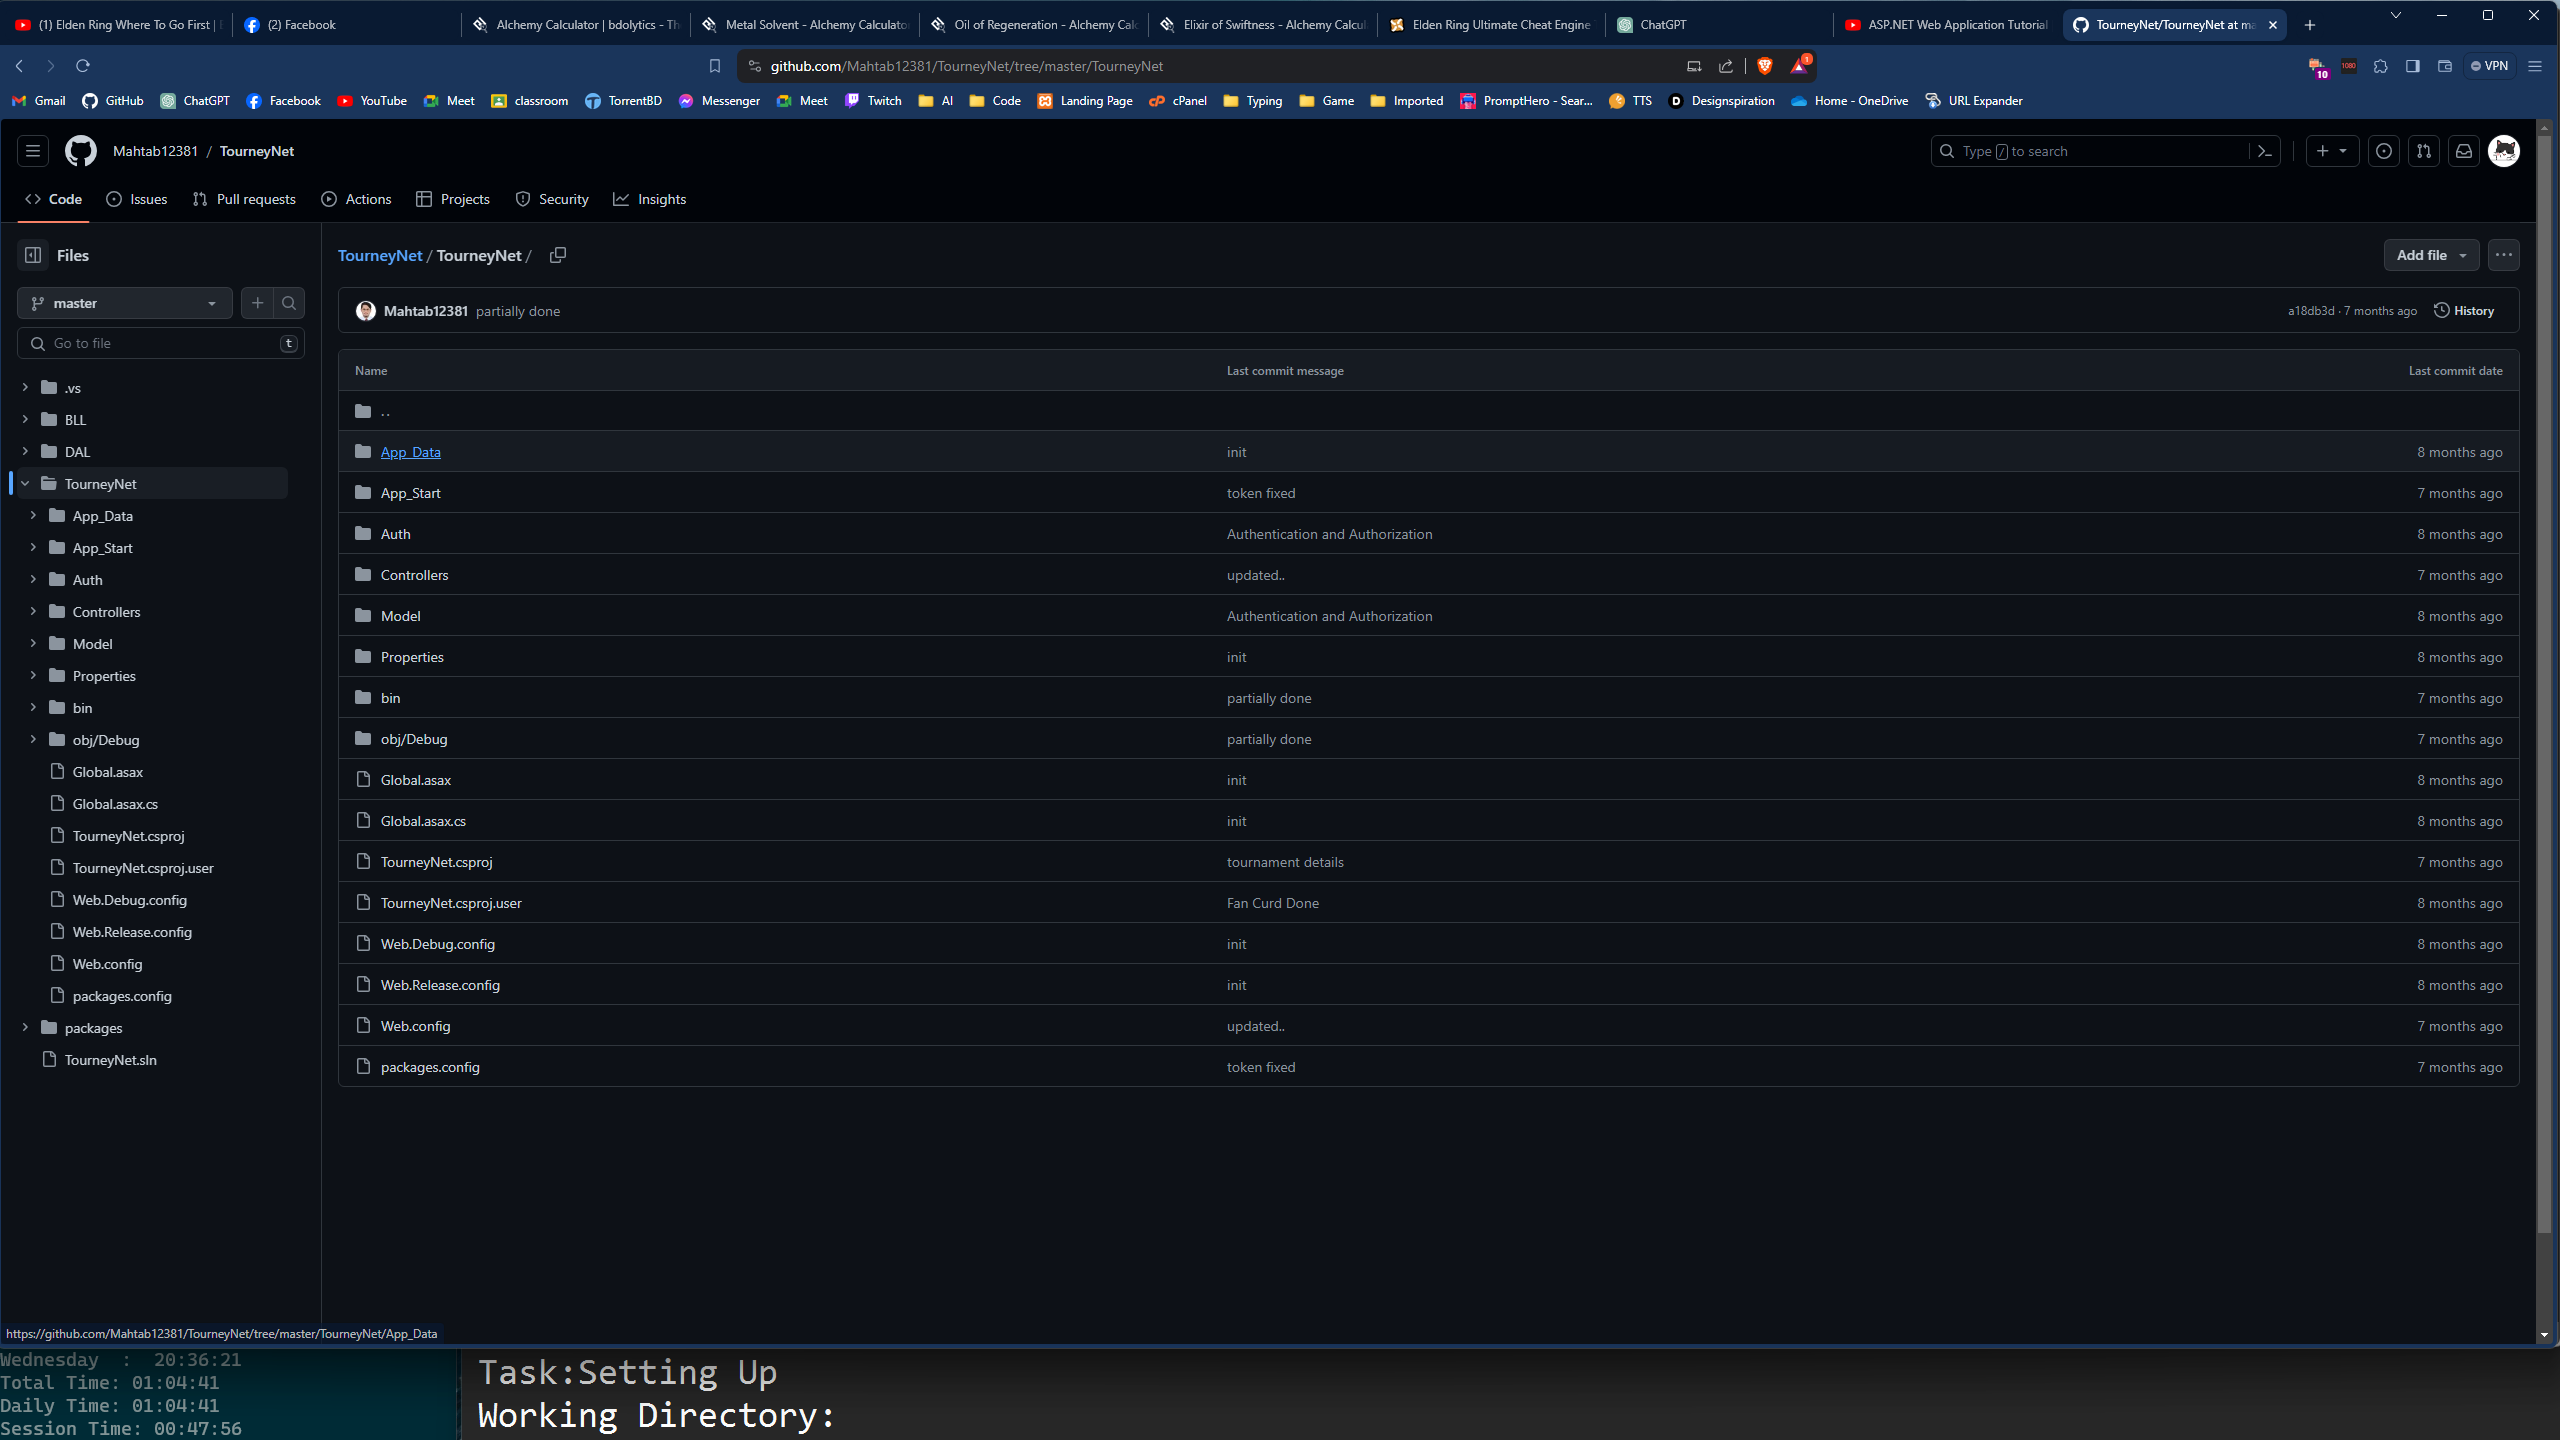 (1) Elden Ring Where To Go First |
(2) Facebook
Alchemy Calculator | bdolytics - Th
Metal Solvent - Alchemy Calculator
Oil of Regeneration - Alchemy Calc
Elixir of Swiftness - Alchemy Calcul
Elden Ring Ultimate Cheat Engine
ChatGPT
ASP.NET Web Application Tutorial
TourneyNet/TourneyNet at ma
github.com/Mahtab12381/TourneyNet/tree/master/TourneyNet
1
10
1080
VPN
Gmail
GitHub
ChatGPT
Facebook
YouTube
Meet
classroom
TorrentBD
Messenger
Meet
Twitch
AI
Code
Landing Page
cPanel
Typing
Game
Imported
PromptHero - Sear...
TTS
Designspiration
Home - OneDrive
URL Expander
Mahtab12381 / TourneyNet
Type / to search
Code
Issues
Pull requests
Actions
Projects
Security
Insights
Files
master
Go to file
t
.vs
BLL
DAL
TourneyNet
App_Data
App_Start
Auth
Controllers
Model
Properties
bin
obj/Debug
Global.asax
Global.asax.cs
TourneyNet.csproj
TourneyNet.csproj.user
Web.Debug.config
Web.Release.config
Web.config
packages.config
packages
TourneyNet.sln
TourneyNet / TourneyNet /
Add file
Mahtab12381 partially done
a18db3d · 7 months ago
History
Name Last commit message Last commit date
..
App_Data init 8 months ago
App_Start token fixed 7 months ago
Auth Authentication and Authorization 8 months ago
Controllers updated.. 7 months ago
Model Authentication and Authorization 8 months ago
Properties init 8 months ago
bin partially done 7 months ago
obj/Debug partially done 7 months ago
Global.asax init 8 months ago
Global.asax.cs init 8 months ago
TourneyNet.csproj tournament details 7 months ago
TourneyNet.csproj.user Fan Curd Done 8 months ago
Web.Debug.config init 8 months ago
Web.Release.config init 8 months ago
Web.config updated.. 7 months ago
packages.config token fixed 7 months ago
https://github.com/Mahtab12381/TourneyNet/tree/master/TourneyNet/App_Data
Wednesday : 20:36:21
Total Time: 01:04:41
Daily Time: 01:04:41
Session Time: 00:47:56
Task:Setting Up
Working Directory: